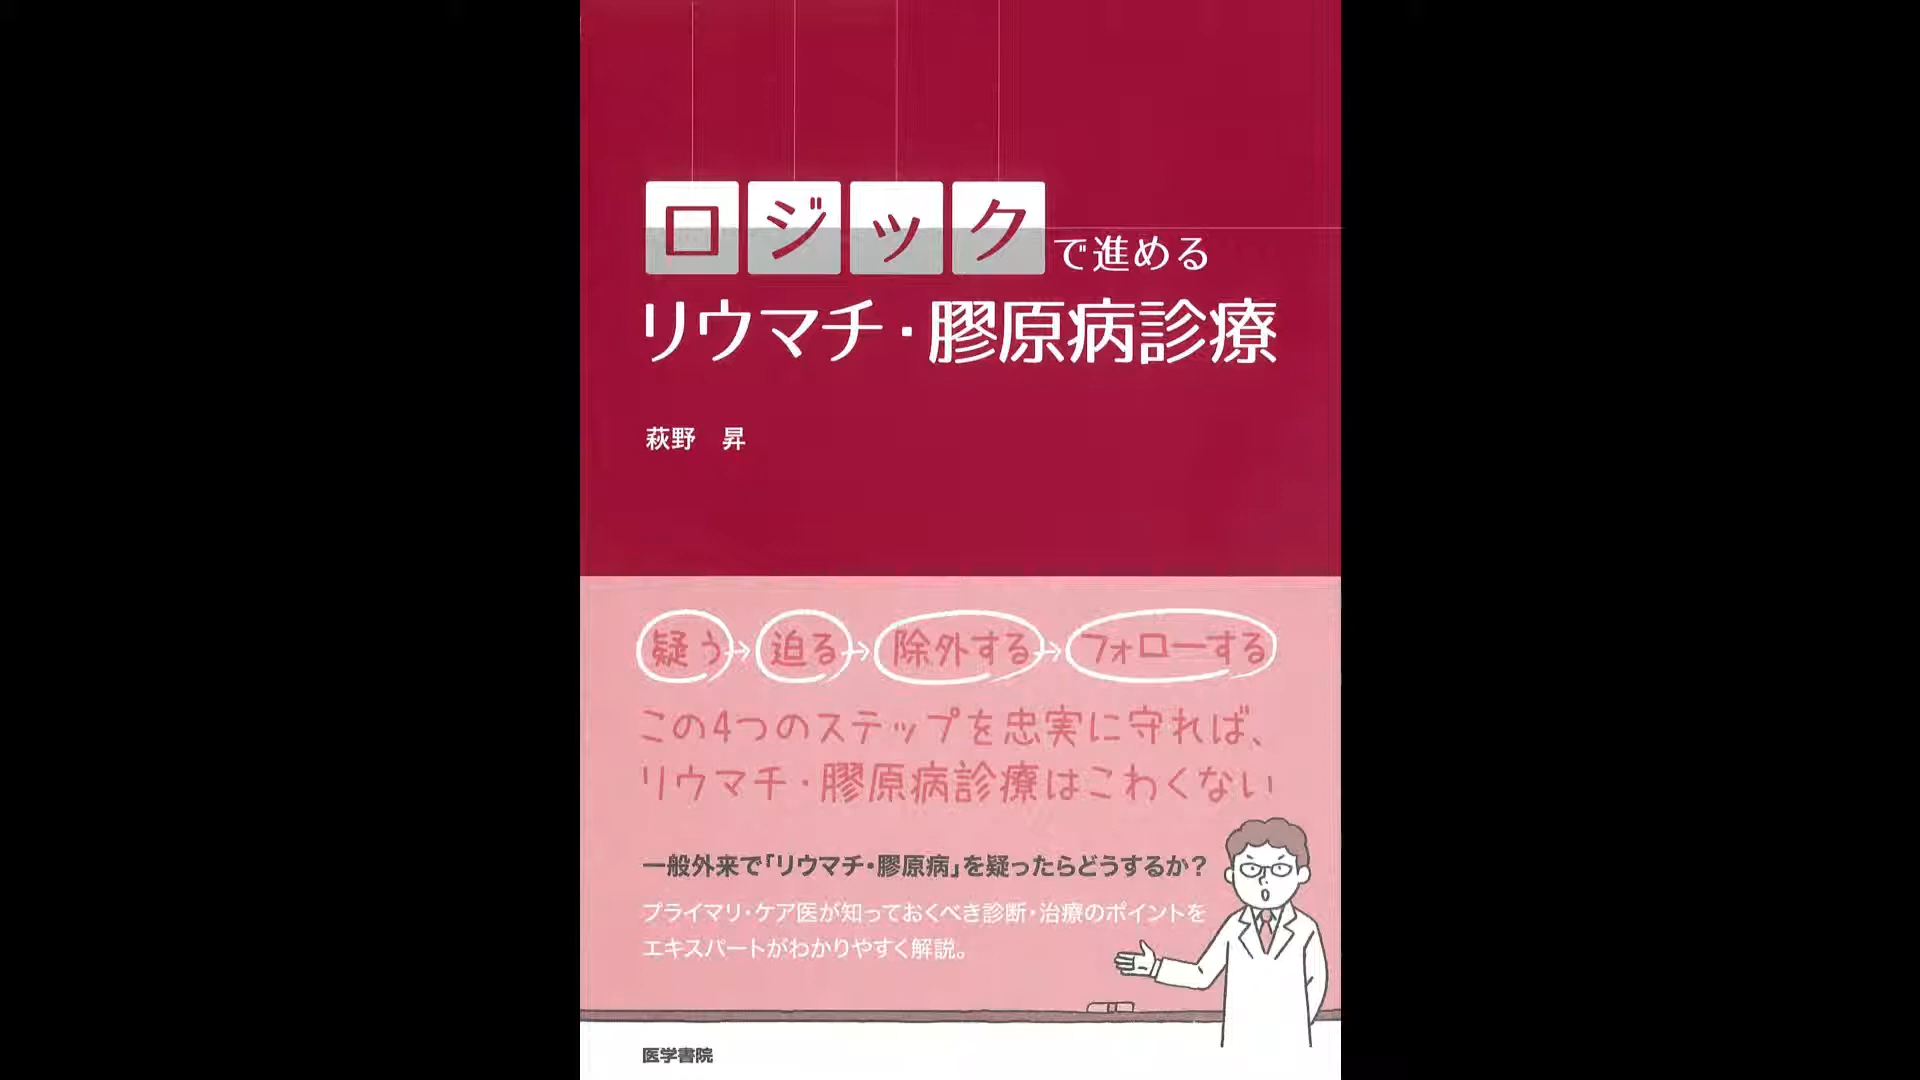 ロジックで進める
リウマチ・膠原病診療
萩野 昇
疑う→迫る→除外する→フォローする
この4つのステップを忠実に守れば、
リウマチ・膠原病診療はこわくない
一般外来で「リウマチ・膠原病」を疑ったらどうするか?
プライマリ・ケア医が知っておくべき診断・治療のポイントを
エキスパートがわかりやすく解説。
医学書院